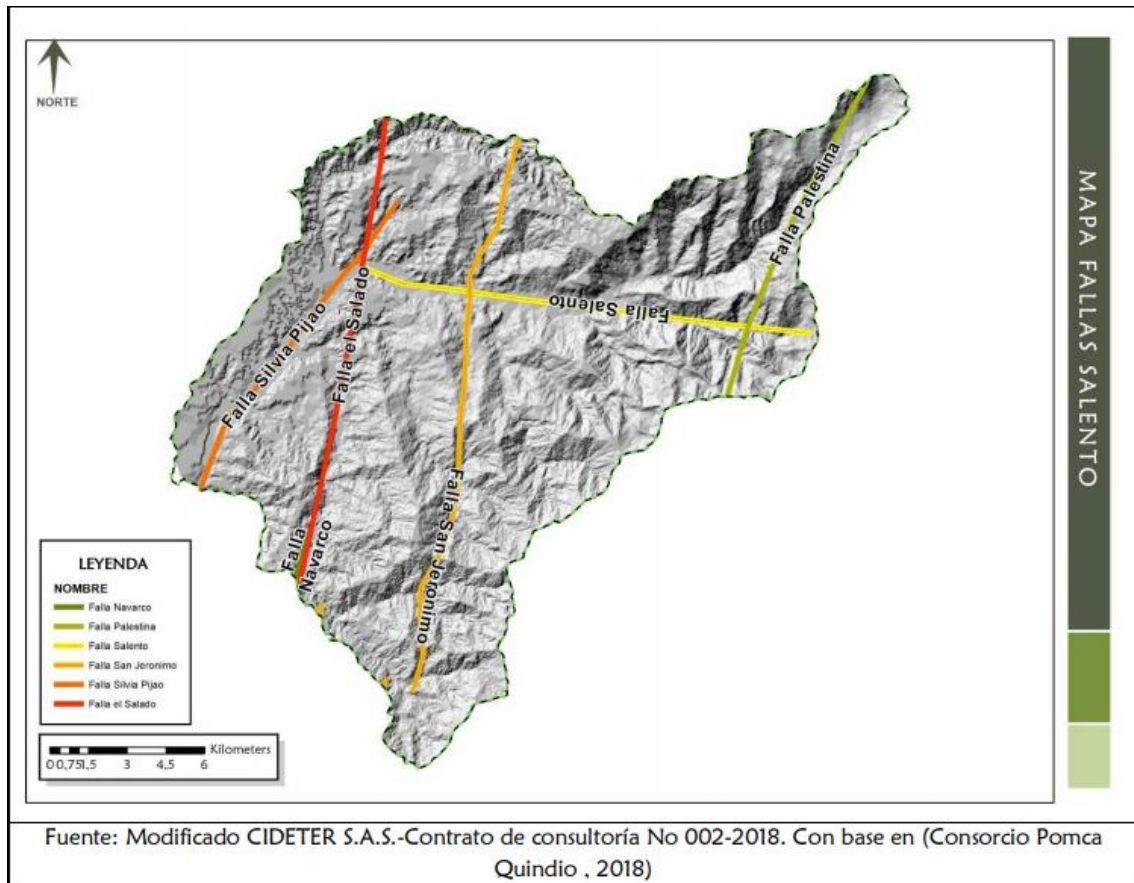 NORTE
MAPA FALLAS SALENTO
Falla Palestina
Falla Salento
Falla el Salado
Falla Silvia Pijao
Falla San Jeronimo
Falla
Navarco
LEYENDA
NOMBRE
Falla Navarco
Falla Palestina
Falla Salento
Falla San Jeronimo
Falla Silvia Pijao
Falla el Salado
Kilometers
0 0,75 1,5 3 4,5 6
Fuente: Modificado CIDETER S.A.S.-Contrato de consultoría No 002-2018. Con base en (Consorcio Pomca
Quindio , 2018)